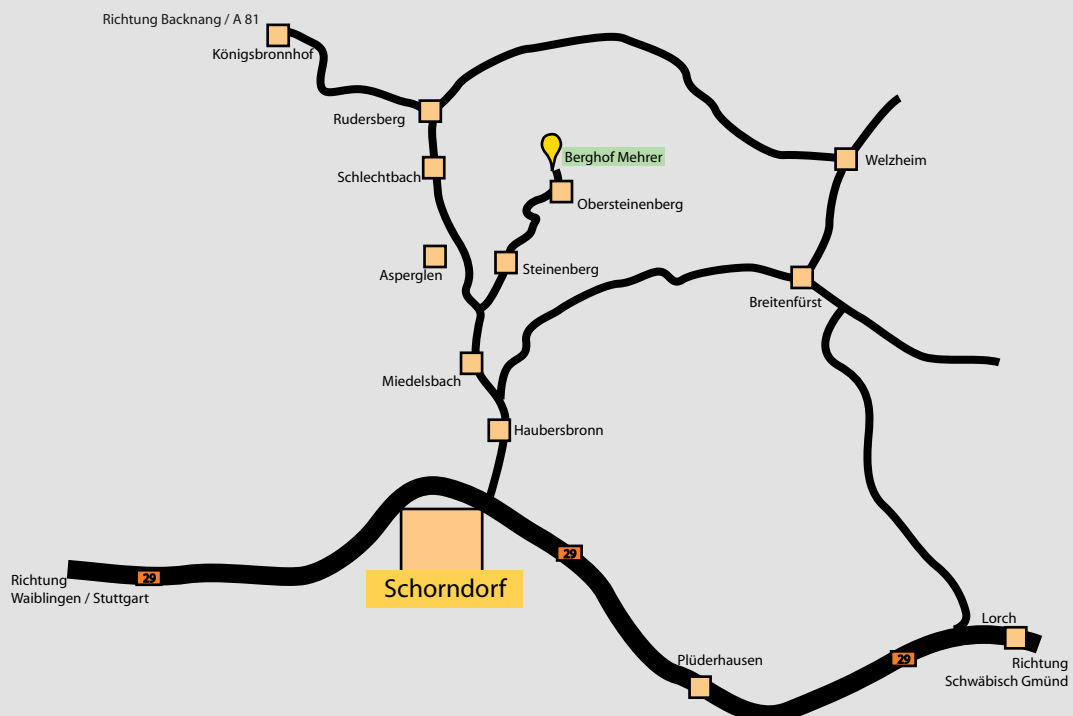 Richtung Backnang / A 81
Königsbronnhof
Rudersberg
Berghof Mehrer
Welzheim
Schlechtbach
Obersteinenberg
Asperglen
Steinenberg
Breitenfürst
Miedelsbach
Haubersbronn
29
29
Richtung
Waiblingen / Stuttgart
Schorndorf
Lorch
Plüderhausen
29
Richtung
Schwäbisch Gmünd